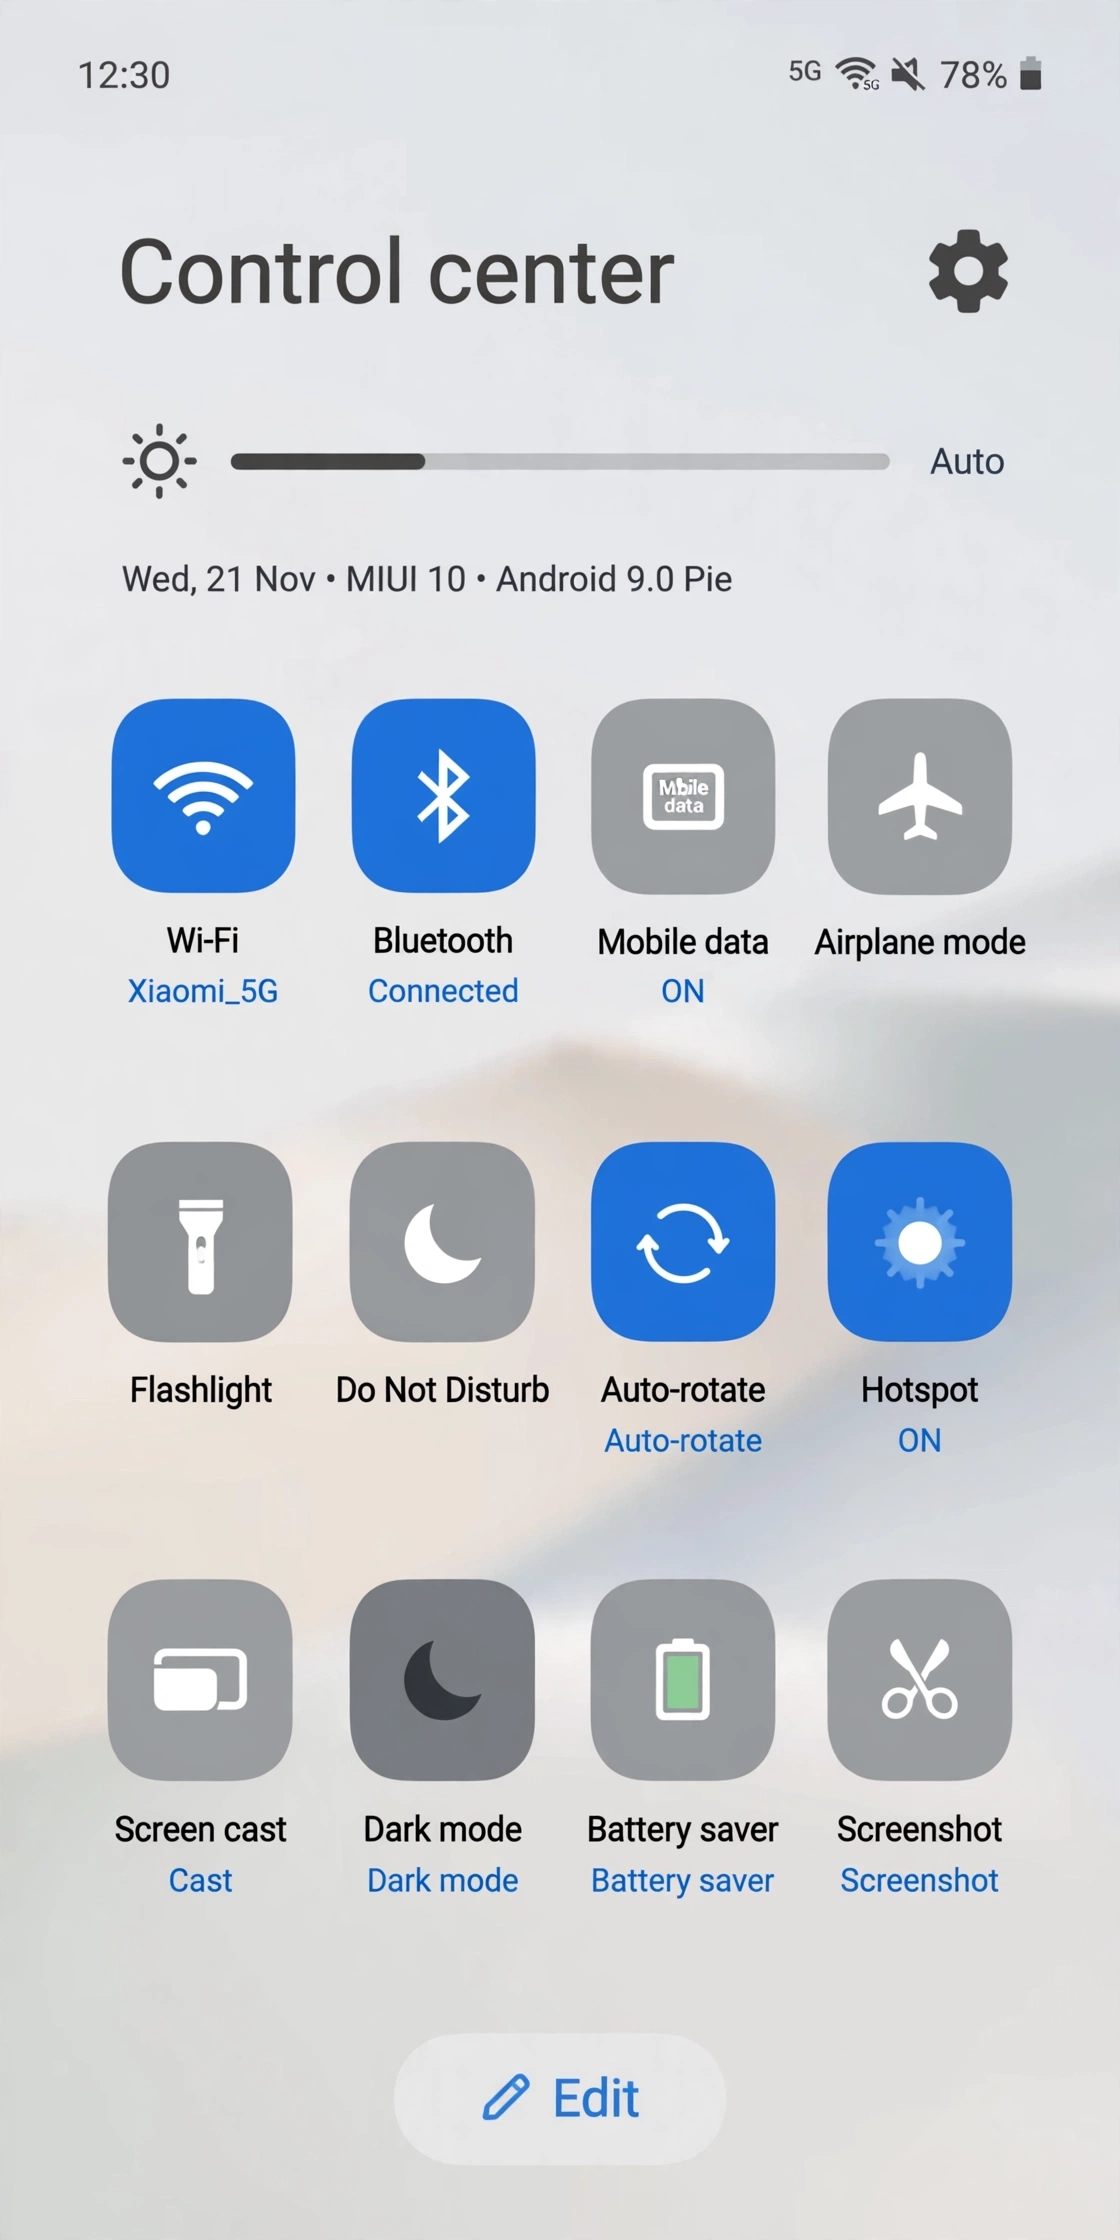 12:30 5G 5G 78%
Control center
Auto
Wed, 21 Nov • MIUI 10 • Android 9.0 Pie
Mbile
data
Wi-Fi Bluetooth Mobile data Airplane mode
Xiaomi_5G Connected ON
Flashlight Do Not Disturb Auto-rotate Hotspot
Auto-rotate ON
Screen cast Dark mode Battery saver Screenshot
Cast Dark mode Battery saver Screenshot
Edit